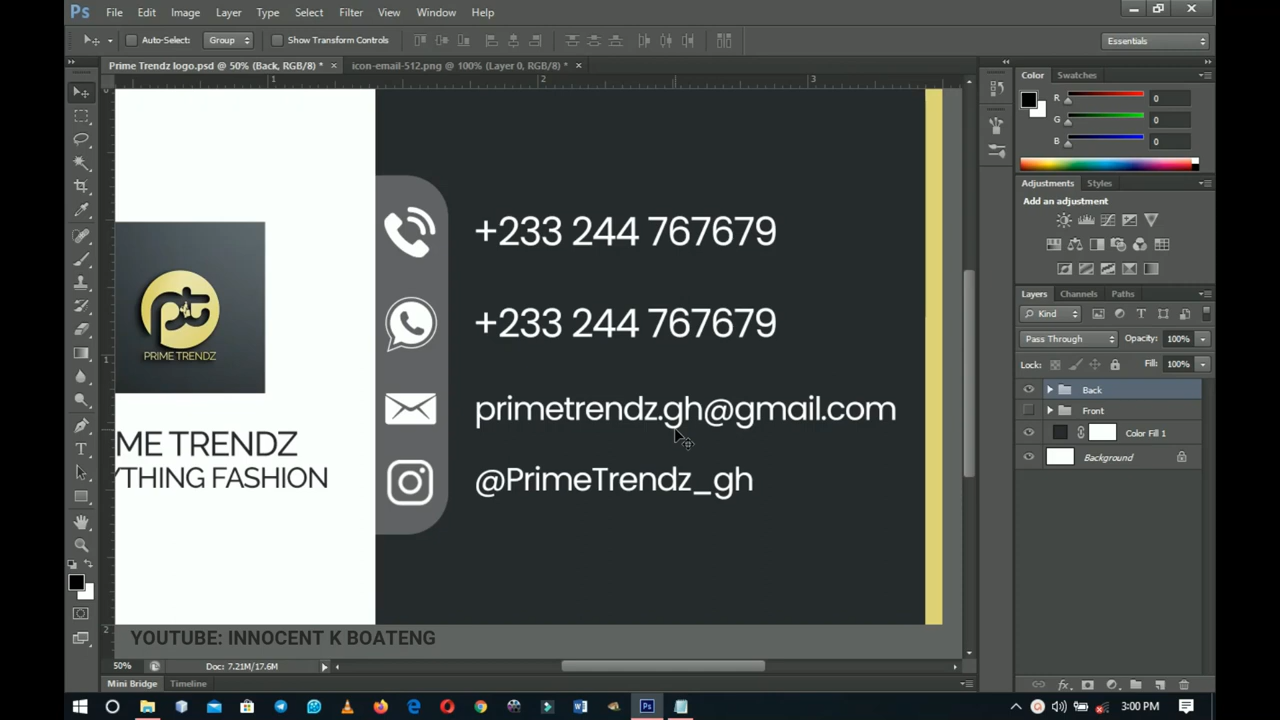 Ps File Edit Image Layer Type Select Filter View Window Help
Auto-Select: Group Show Transform Controls Essentials
Prime Trendz logo.psd @ 50% (Back, RGB/8) * × icon-email-512.png @ 100% (Layer 0, RGB/8) * ×
1 2 3
Color Swatches
R 0
G 0
B 0
Adjustments Styles
Add an adjustment
Layers Channels Paths
Kind
Pass Through Opacity: 100%
Lock: Fill: 100%
Back
Front
Color Fill 1
Background
+233 244 767679
+233 244 767679
primetrendz.gh@gmail.com
@PrimeTrendz_gh
pt
PRIME TRENDZ
ME TRENDZ
YTHING FASHION
YOUTUBE: INNOCENT K BOATENG
50% Doc: 7.21M/17.6M
Mini Bridge Timeline
3:00 PM